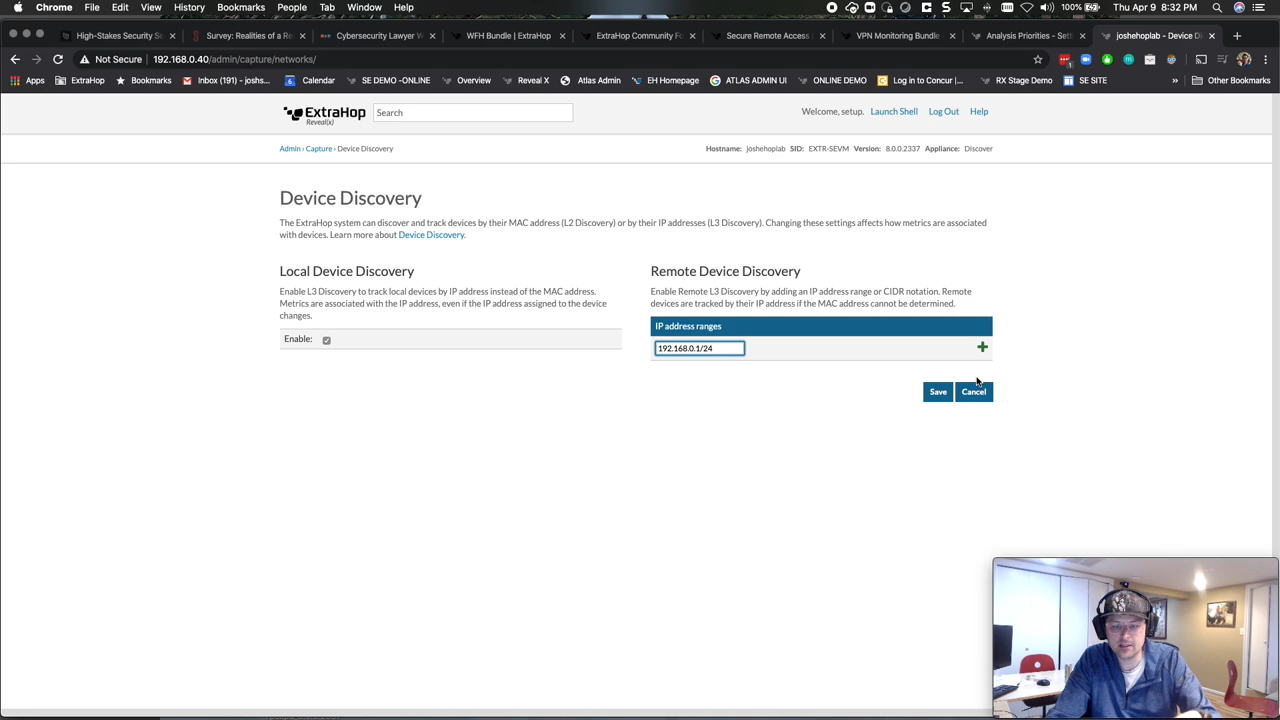 Chrome File Edit View History Bookmarks People Tab Window Help
100% Thu Apr 9 8:32 PM
High-Stakes Security Se
Survey: Realities of a Re
Cybersecurity Lawyer W
WFH Bundle | ExtraHop
ExtraHop Community Fo
Secure Remote Access
VPN Monitoring Bundle
Analysis Priorities - Sett
joshehoplab - Device Di
Not Secure 192.168.0.40/admin/capture/networks/
Apps ExtraHop Bookmarks Inbox (191) - joshs... Calendar SE DEMO -ONLINE Overview Reveal X Atlas Admin EH Homepage ATLAS ADMIN UI ONLINE DEMO Log in to Concur |... RX Stage Demo SE SITE » Other Bookmarks
ExtraHop
Reveal(x)
Search
Welcome, setup. Launch Shell Log Out Help
Admin › Capture › Device Discovery
Hostname: joshehoplab SID: EXTR-SEVM Version: 8.0.0.2337 Appliance: Discover
Device Discovery
The ExtraHop system can discover and track devices by their MAC address (L2 Discovery) or by their IP addresses (L3 Discovery). Changing these settings affects how metrics are associated
with devices. Learn more about Device Discovery.
Local Device Discovery
Enable L3 Discovery to track local devices by IP address instead of the MAC address.
Metrics are associated with the IP address, even if the IP address assigned to the device
changes.
Enable:
Remote Device Discovery
Enable Remote L3 Discovery by adding an IP address range or CIDR notation. Remote
devices are tracked by their IP address if the MAC address cannot be determined.
IP address ranges
192.168.0.1/24
Save Cancel